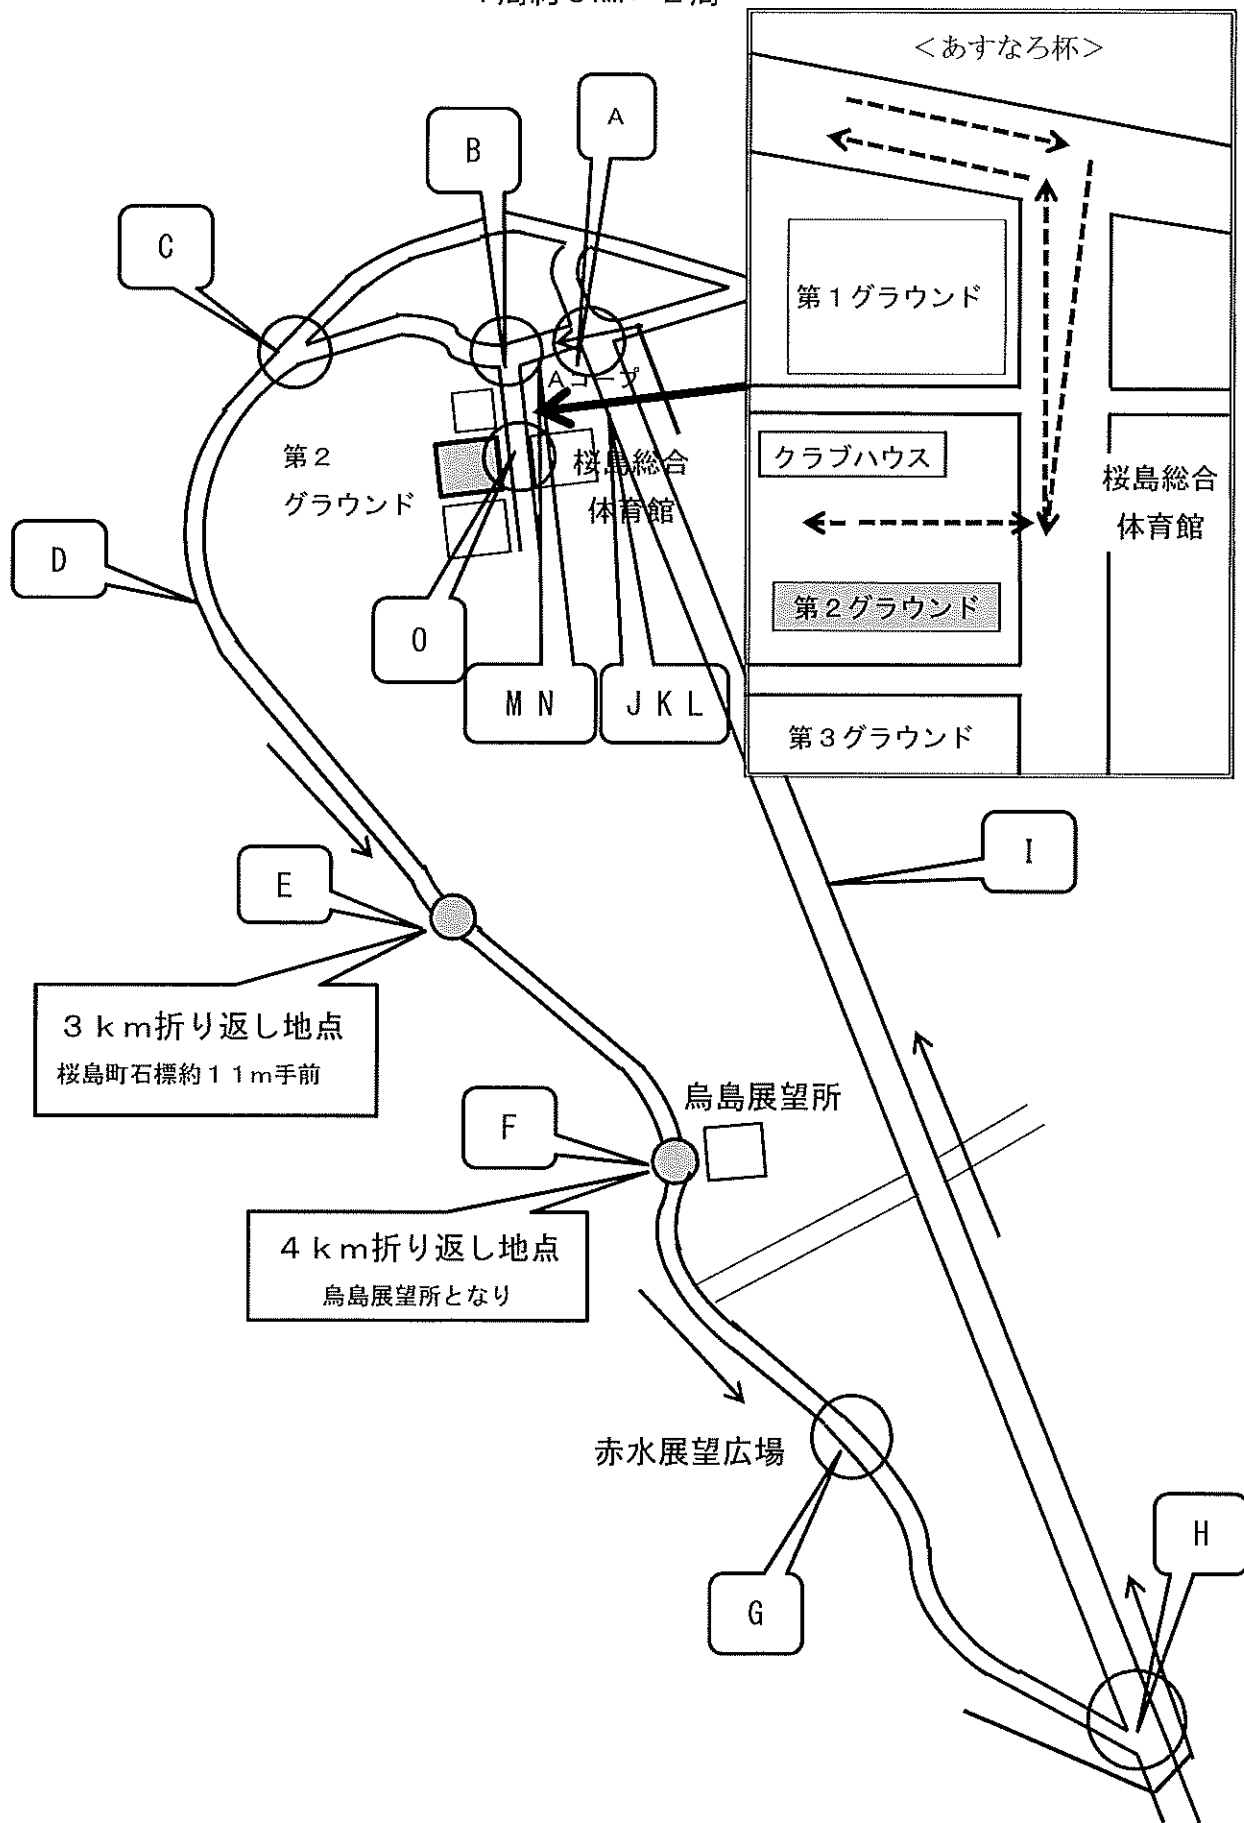 <あすなろ杯>
A
B
C
第1グラウンド
Aコープ
第2
グラウンド
桜島総合
体育館
クラブハウス
桜島総合
体育館
D
第2グラウンド
O
M N
J K L
第3グラウンド
I
E
3km折り返し地点
桜島町石標約11m手前
烏島展望所
F
4km折り返し地点
烏島展望所となり
赤水展望広場
H
G